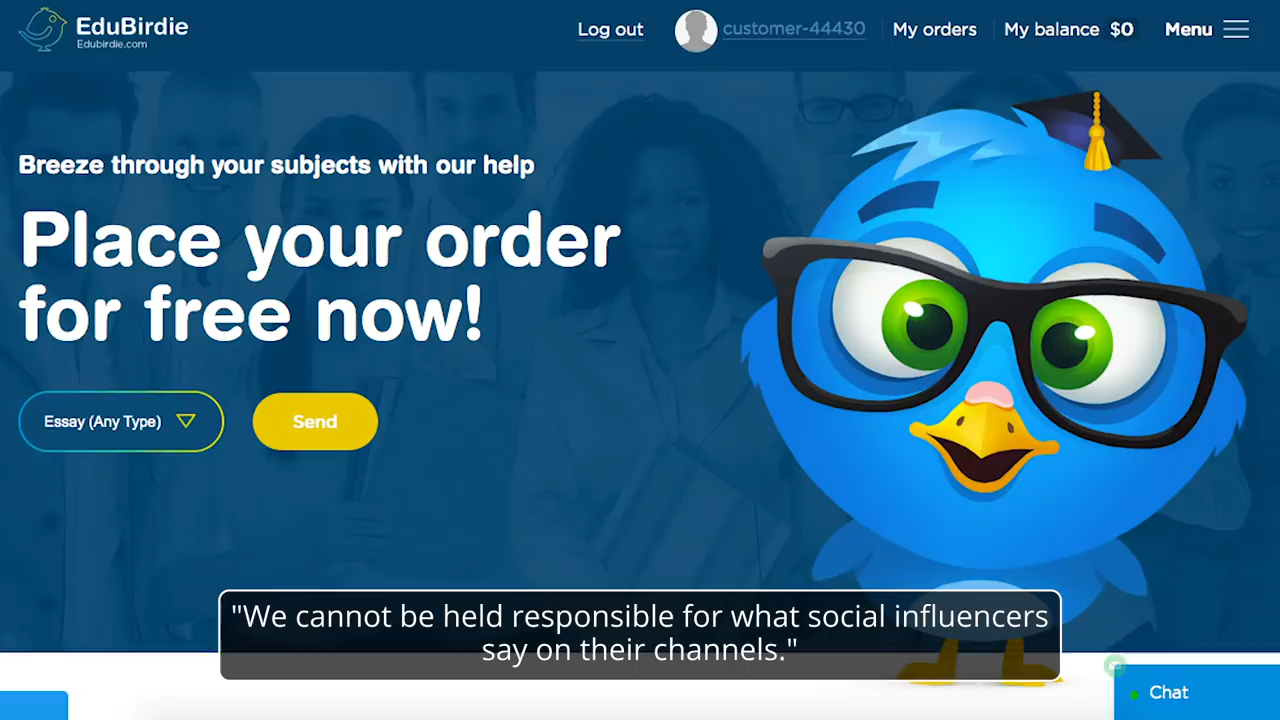 EduBirdie
Edubirdie.com
Log out
customer-44430
My orders
My balance $0
Menu
Breeze through your subjects with our help
Place your order
for free now!
Essay (Any Type)
Send
"We cannot be held responsible for what social influencers
say on their channels."
Chat